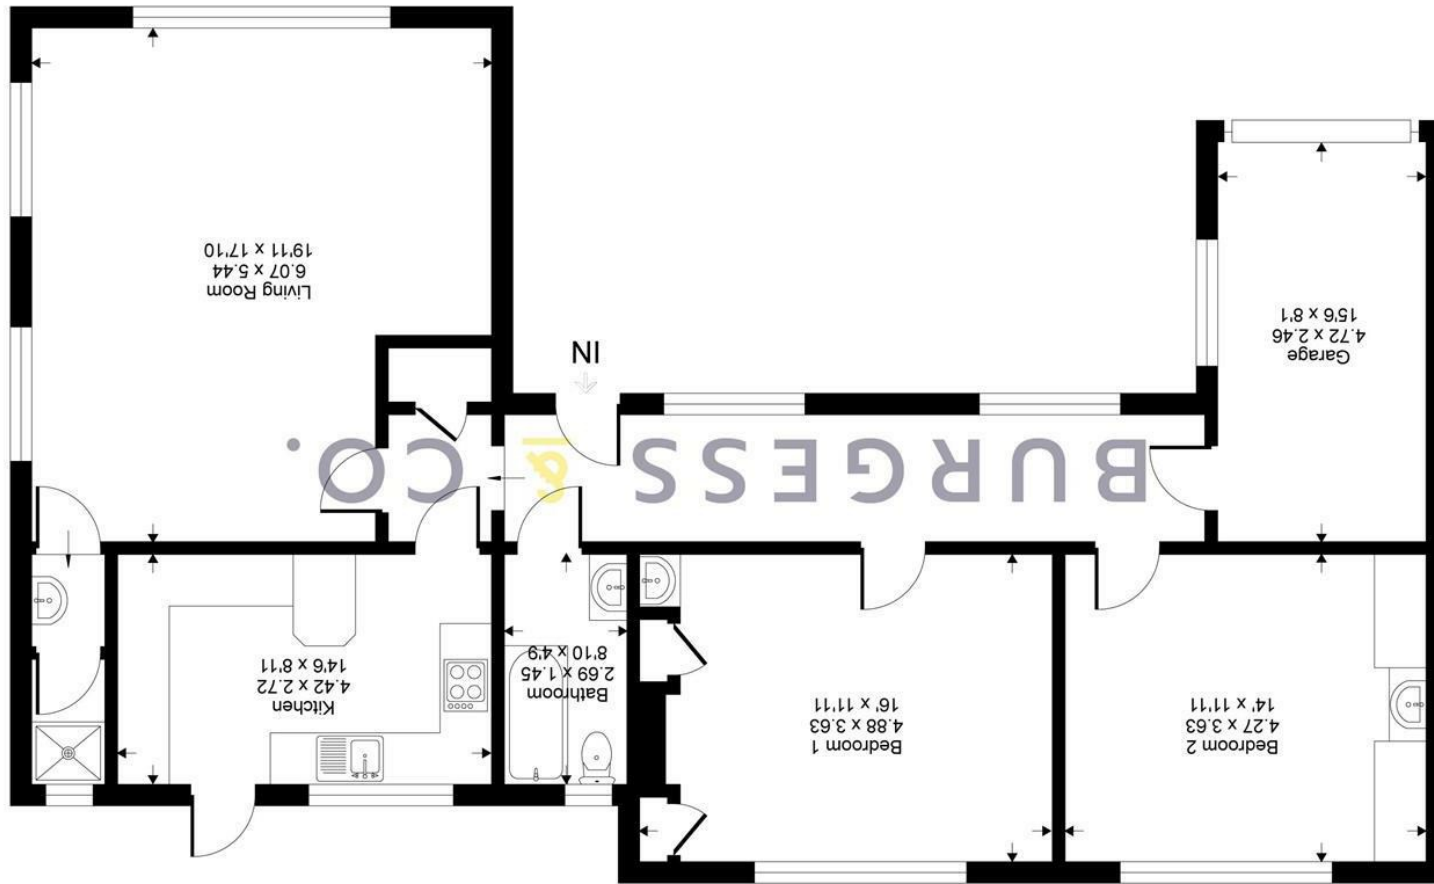 Bedroom 2
4.27 x 3.63
14' x 11'11
Bedroom 1
4.88 x 3.63
16' x 11'11
Bathroom
2.69 x 1.45
8'10 x 4'9
Kitchen
4.42 x 2.72
14'6 x 8'11
BURGESS & CO.
IN
Garage
4.72 x 2.46
15'6 x 8'1
Living Room
6.07 x 5.44
19'11 x 17'10